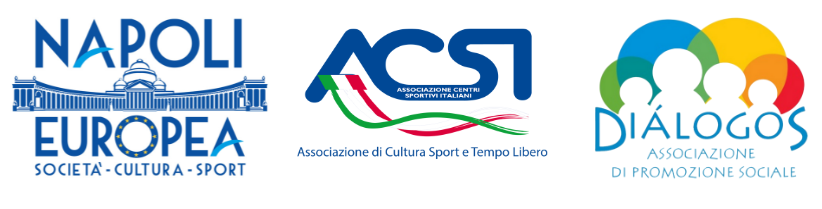 NAPOLI
EUROPEA
SOCIETA' - CULTURA - SPORT
ACSI
ASSOCIAZIONE CENTRI
SPORTIVI ITALIANI
Associazione di Cultura Sport e Tempo Libero
DIÁLOGOS
ASSOCIAZIONE
DI PROMOZIONE SOCIALE